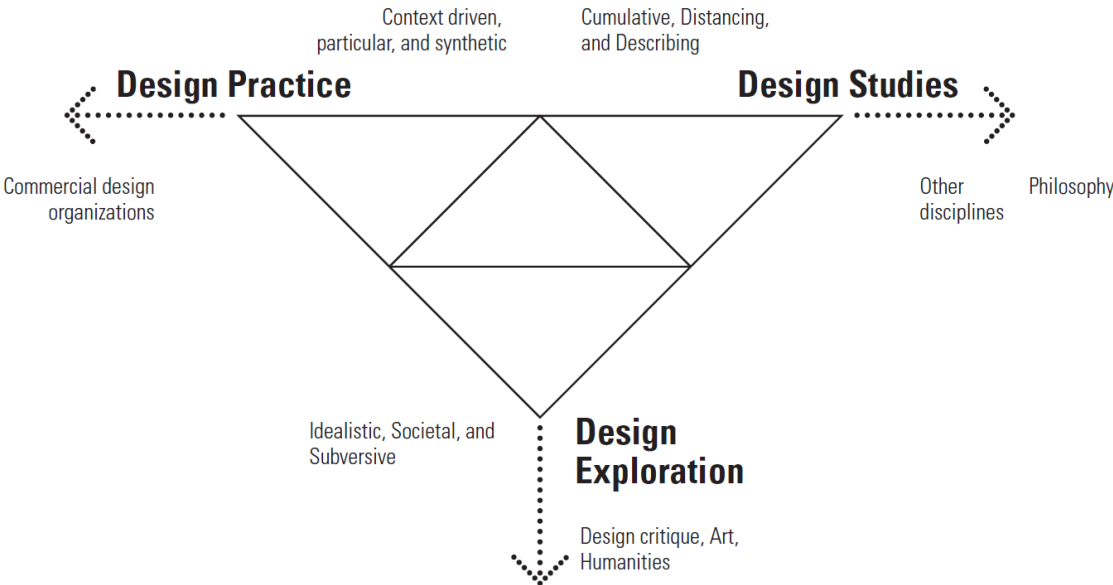 Context driven,
particular, and synthetic
Cumulative, Distancing,
and Describing
Design Practice
Design Studies
Commercial design
organizations
Other
disciplines
Philosophy
Idealistic, Societal, and
Subversive
Design
Exploration
Design critique, Art,
Humanities